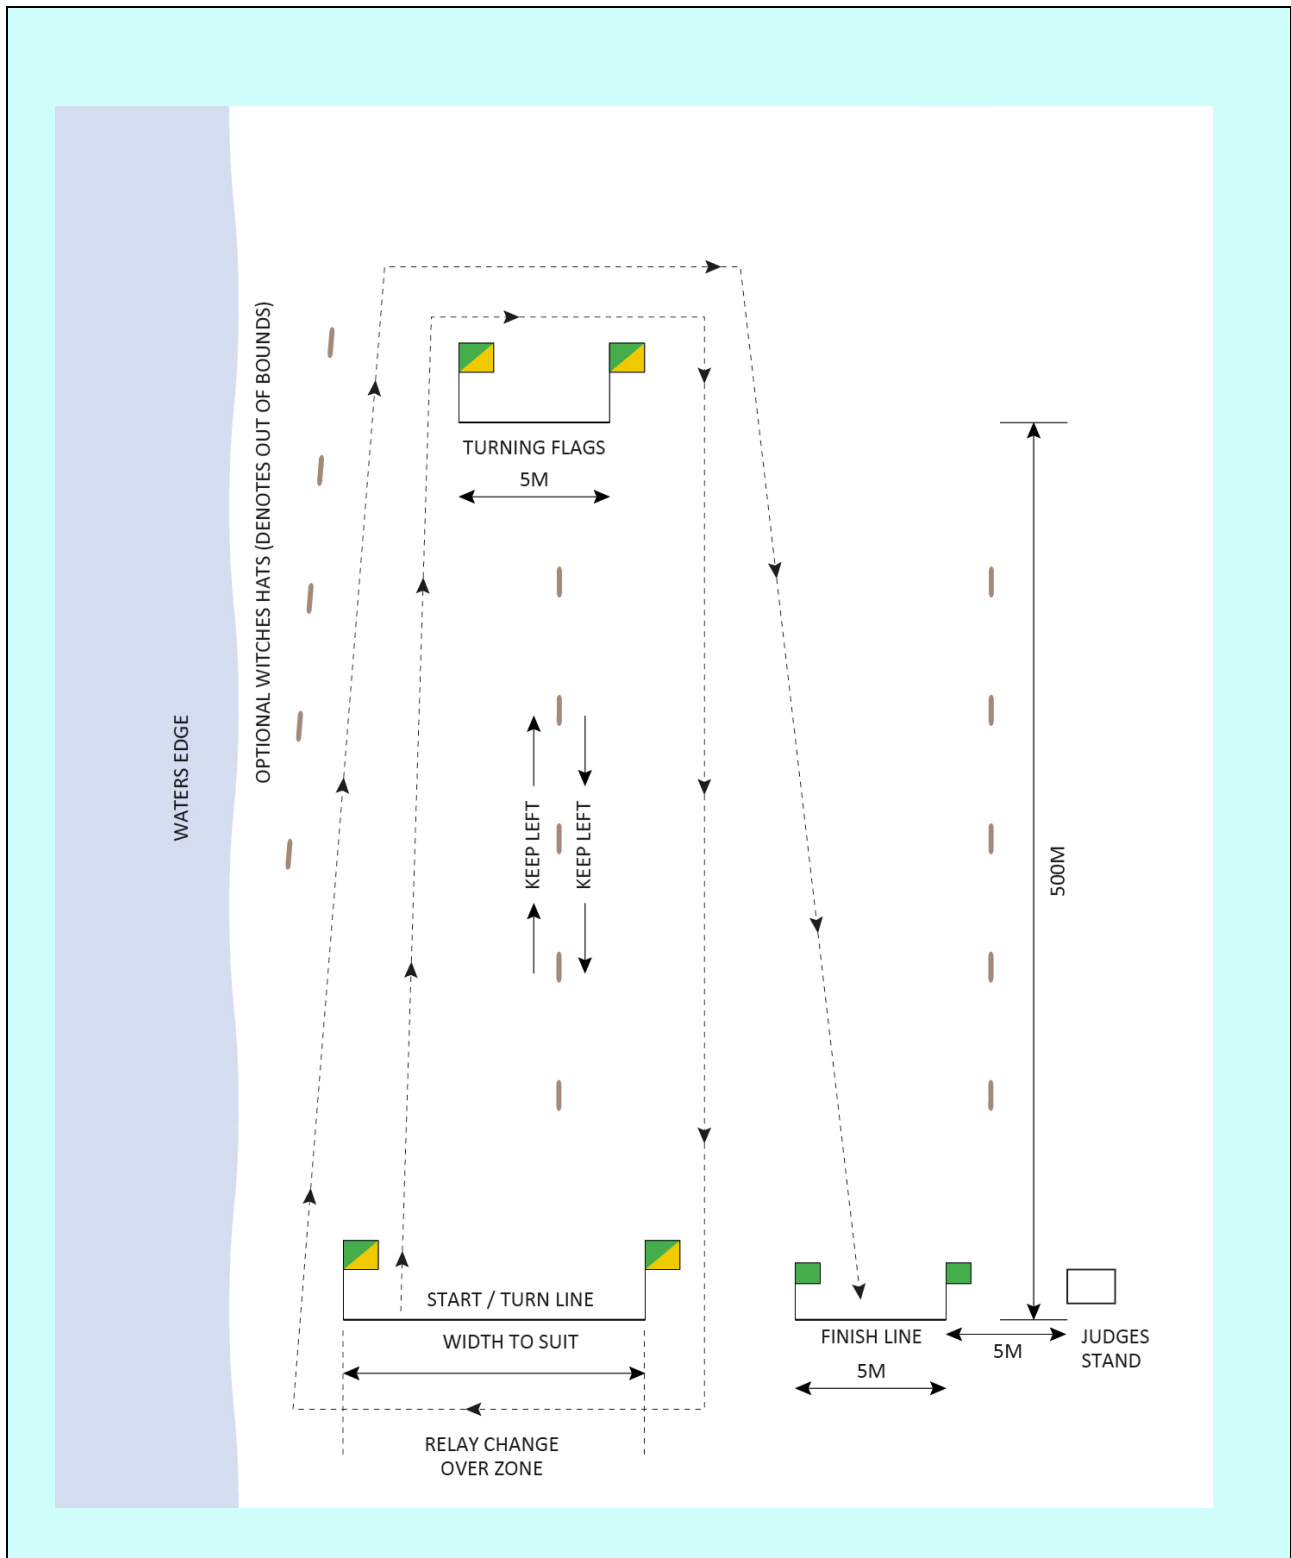 OPTIONAL WITCHES HATS (DENOTES OUT OF BOUNDS)
WATERS EDGE
TURNING FLAGS
5M
KEEP LEFT
KEEP LEFT
500M
START / TURN LINE
WIDTH TO SUIT
FINISH LINE
5M
5M
JUDGES
STAND
RELAY CHANGE
OVER ZONE